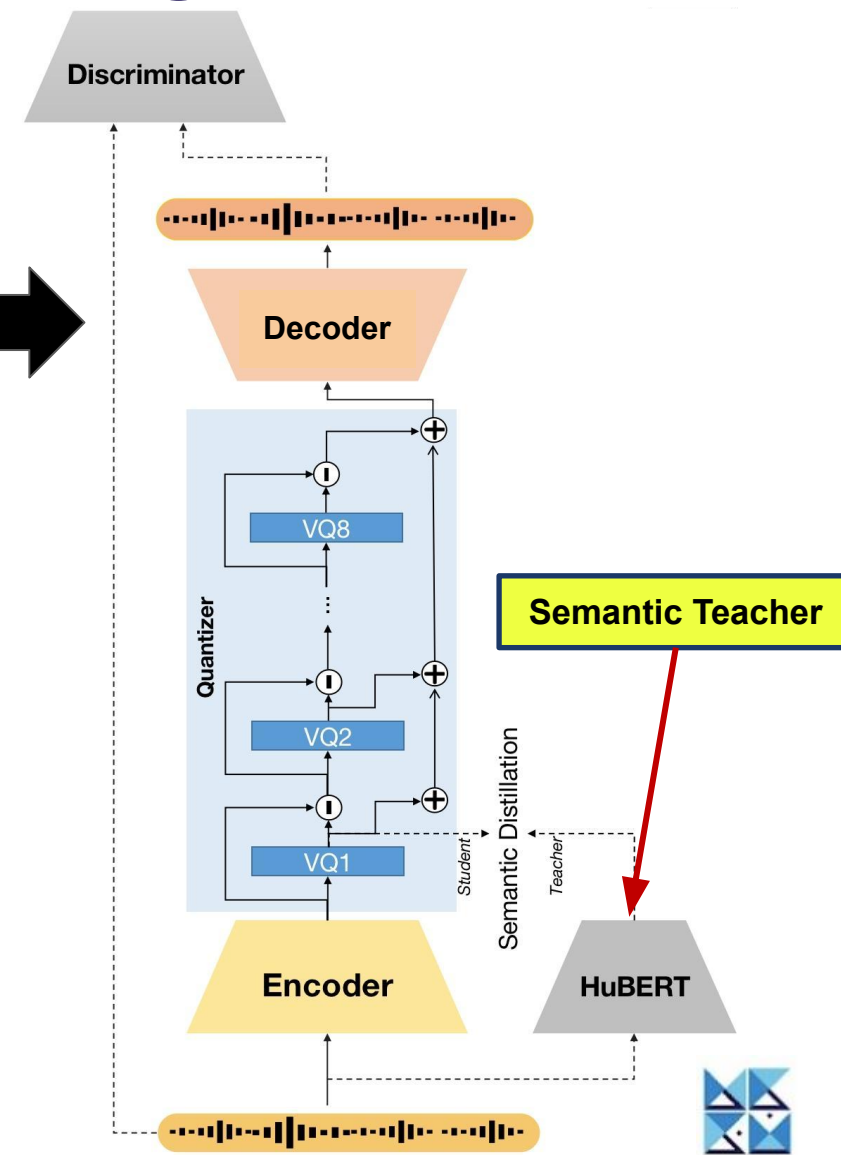 Discriminator
Decoder
VQ8
...
Quantizer
Semantic Teacher
VQ2
VQ1
Student
Semantic Distillation
Teacher
Encoder
HuBERT